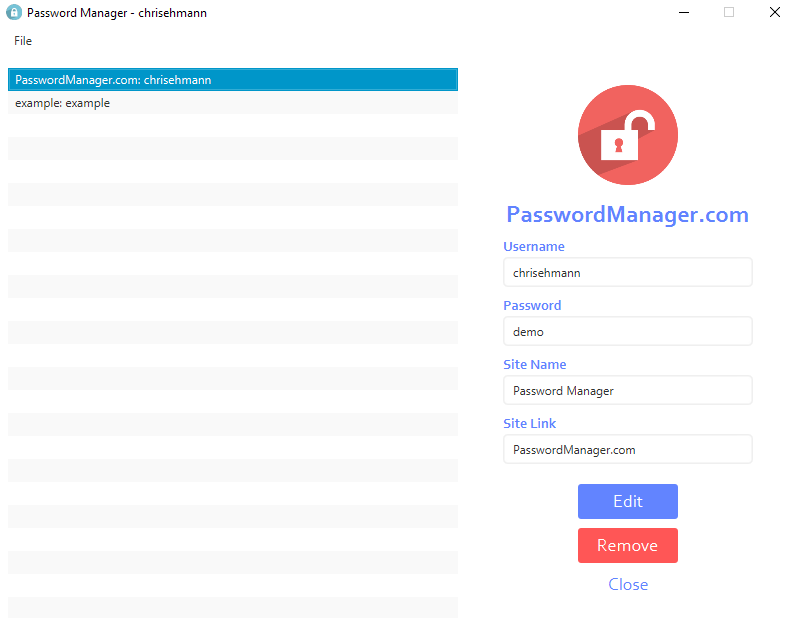 Password Manager - chrisehmann
File
PasswordManager.com: chrisehmann
example: example
PasswordManager.com
Username
chrisehmann
Password
demo
Site Name
Password Manager
Site Link
PasswordManager.com
Edit
Remove
Close